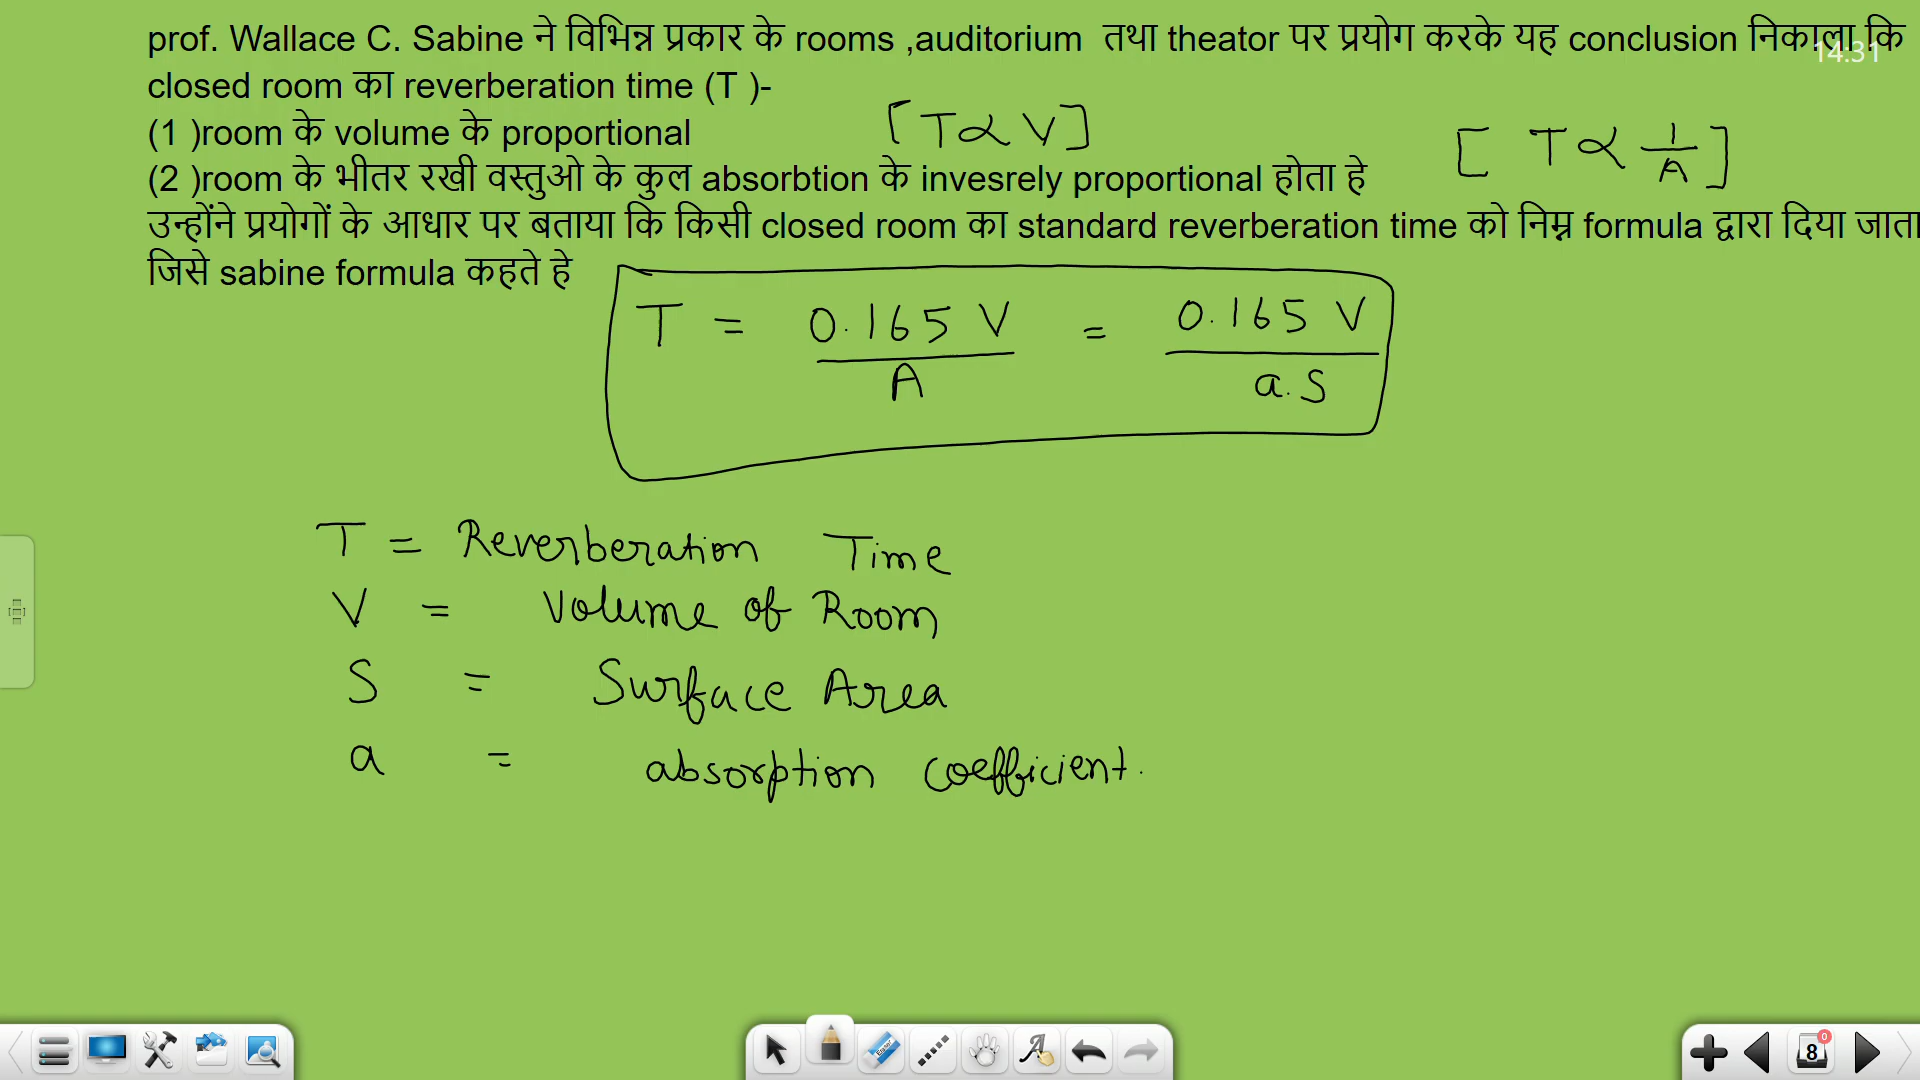 prof. Wallace C. Sabine ने विभिन्न प्रकार के rooms ,auditorium तथा theator पर प्रयोग करके यह conclusion निकाला कि
14:31
closed room का reverberation time (T )-
(1 )room के volume के proportional [T∝V]
[T∝1/A]
(2 )room के भीतर रखी वस्तुओ के कुल absorbtion के invesrely proportional होता हे
उन्होंने प्रयोगों के आधार पर बताया कि किसी closed room का standard reverberation time को निम्न formula द्वारा दिया जाता
जिसे sabine formula कहते हे
T = 0.165 V / A = 0.165 V / a.S
T = Reverberation Time
V = Volume of Room
S = Surface Area
a = absorption coefficient.
Eraser
8
0